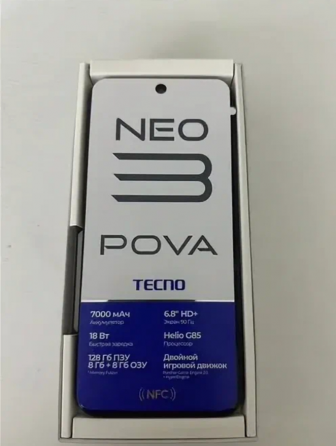 NEO
3
POVA
TECNO
7000 мАч
Аккумулятор
6.8" HD+
18 Вт
Быстрая зарядка
Helio G85
Процессор
128 Гб ПЗУ
8 Гб + 8 Гб ОЗУ
Двойной
игровой движок
(NFC)